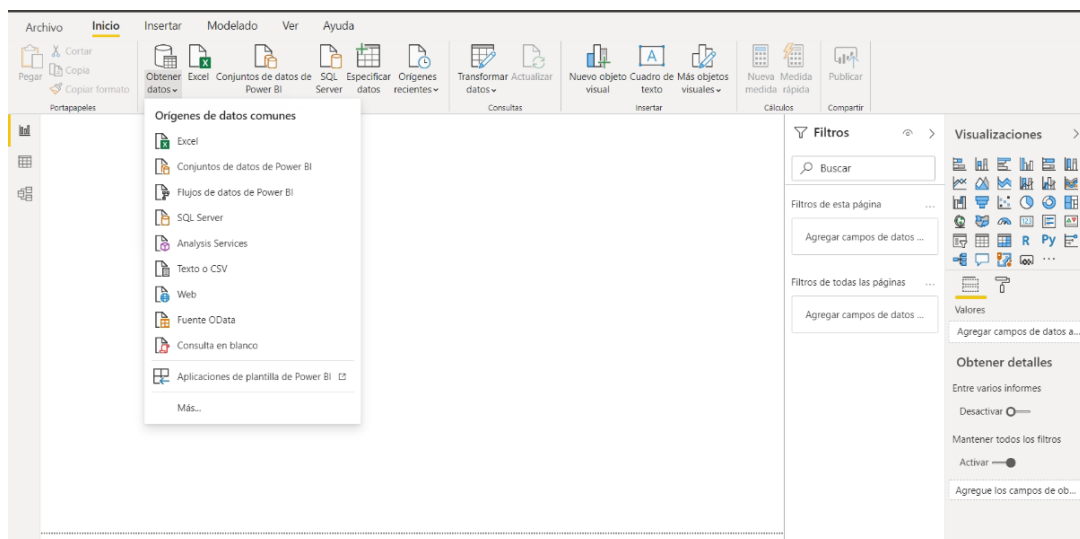 Archivo Inicio Insertar Modelado Ver Ayuda
Pegar
Cortar
Copia
Copiar formato
Portapapeles
Obtener datos
Excel
Conjuntos de datos de Power BI
SQL Server
Especificar datos
Orígenes recientes
Transformar datos
Actualizar
Consultas
Nuevo objeto visual
Cuadro de texto
Más objetos visuales
Insertar
Nueva medida
Medida rápida
Cálculos
Publicar
Compartir
Orígenes de datos comunes
Excel
Conjuntos de datos de Power BI
Flujos de datos de Power BI
SQL Server
Analysis Services
Texto o CSV
Web
Fuente OData
Consulta en blanco
Aplicaciones de plantilla de Power BI
Más...
Filtros
Buscar
Filtros de esta página ...
Agregar campos de datos ...
Filtros de todas las páginas ...
Agregar campos de datos ...
Visualizaciones
123
R Py
...
Valores
Agregar campos de datos a...
Obtener detalles
Entre varios informes
Desactivar
Mantener todos los filtros
Activar
Agregue los campos de ob...